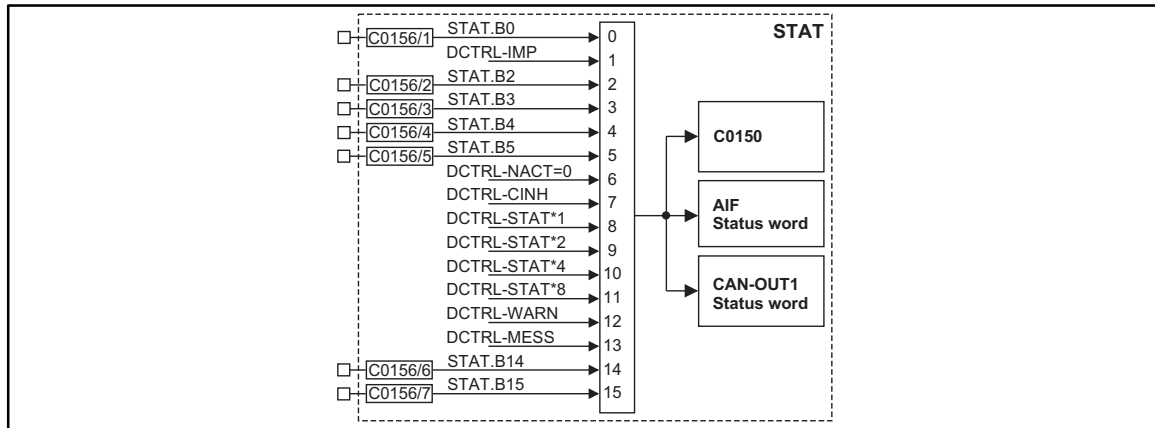 STAT
C0156/1 STAT.B0 0
DCTRL-IMP 1
C0156/2 STAT.B2 2
C0156/3 STAT.B3 3
C0156/4 STAT.B4 4
C0156/5 STAT.B5 5
DCTRL-NACT=0 6
DCTRL-CINH 7
DCTRL-STAT*1 8
DCTRL-STAT*2 9
DCTRL-STAT*4 10
DCTRL-STAT*8 11
DCTRL-WARN 12
DCTRL-MESS 13
C0156/6 STAT.B14 14
C0156/7 STAT.B15 15
C0150
AIF
Status word
CAN-OUT1
Status word